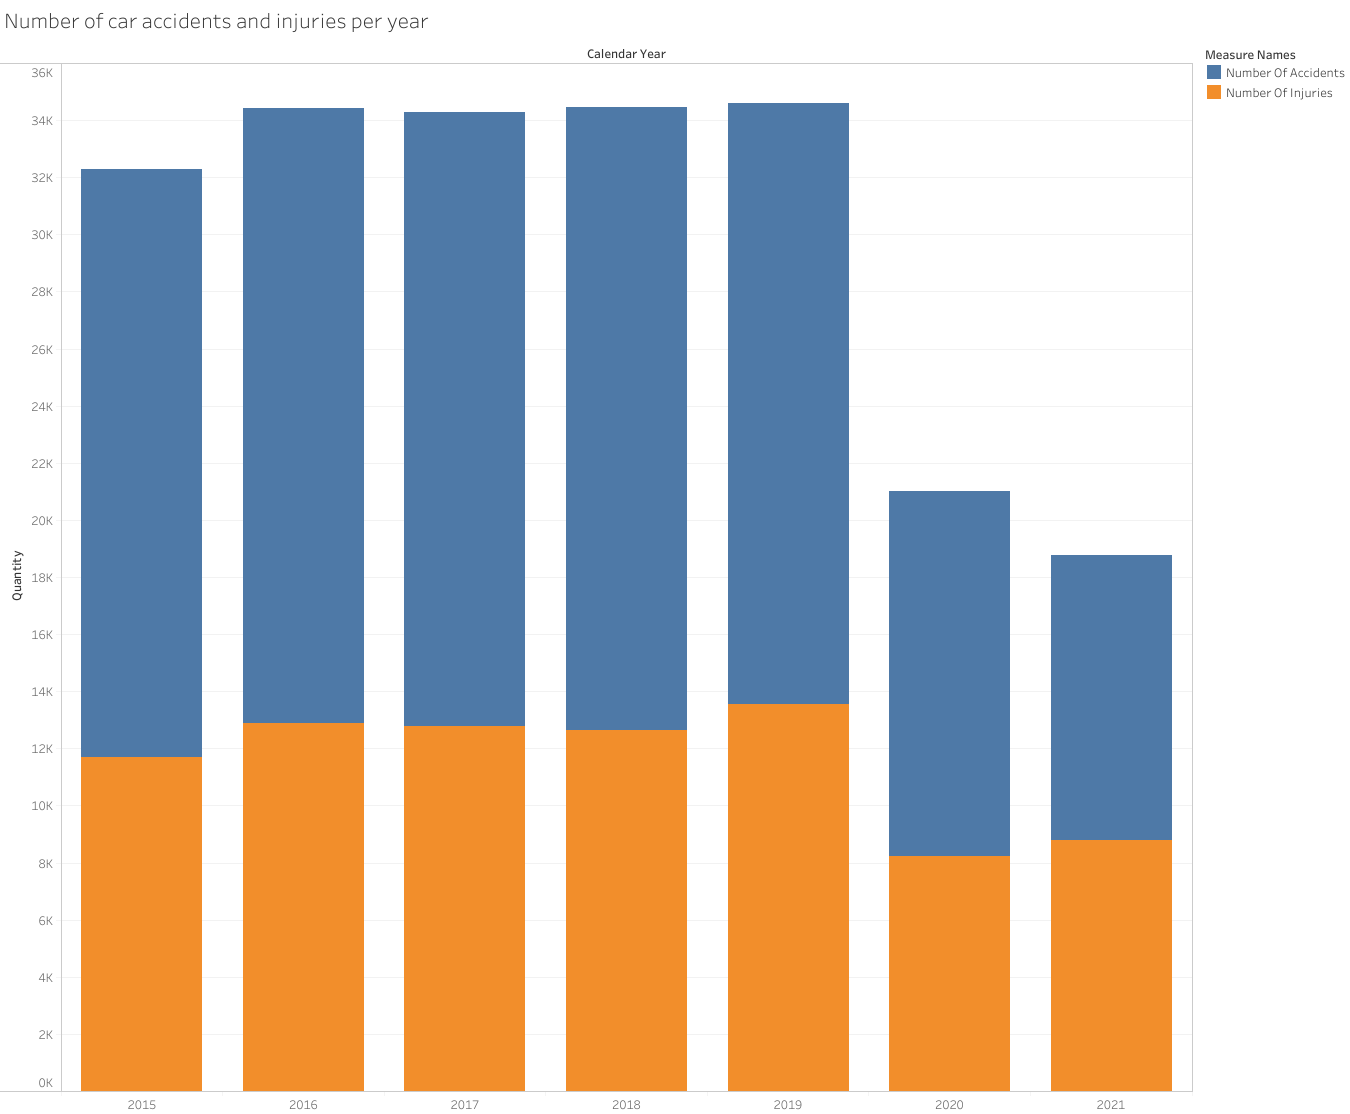 Number of car accidents and injuries per year
Calendar Year
Measure Names
Number Of Accidents
Number Of Injuries
Quantity
36K
34K
32K
30K
28K
26K
24K
22K
20K
18K
16K
14K
12K
10K
8K
6K
4K
2K
0K
2015 2016 2017 2018 2019 2020 2021